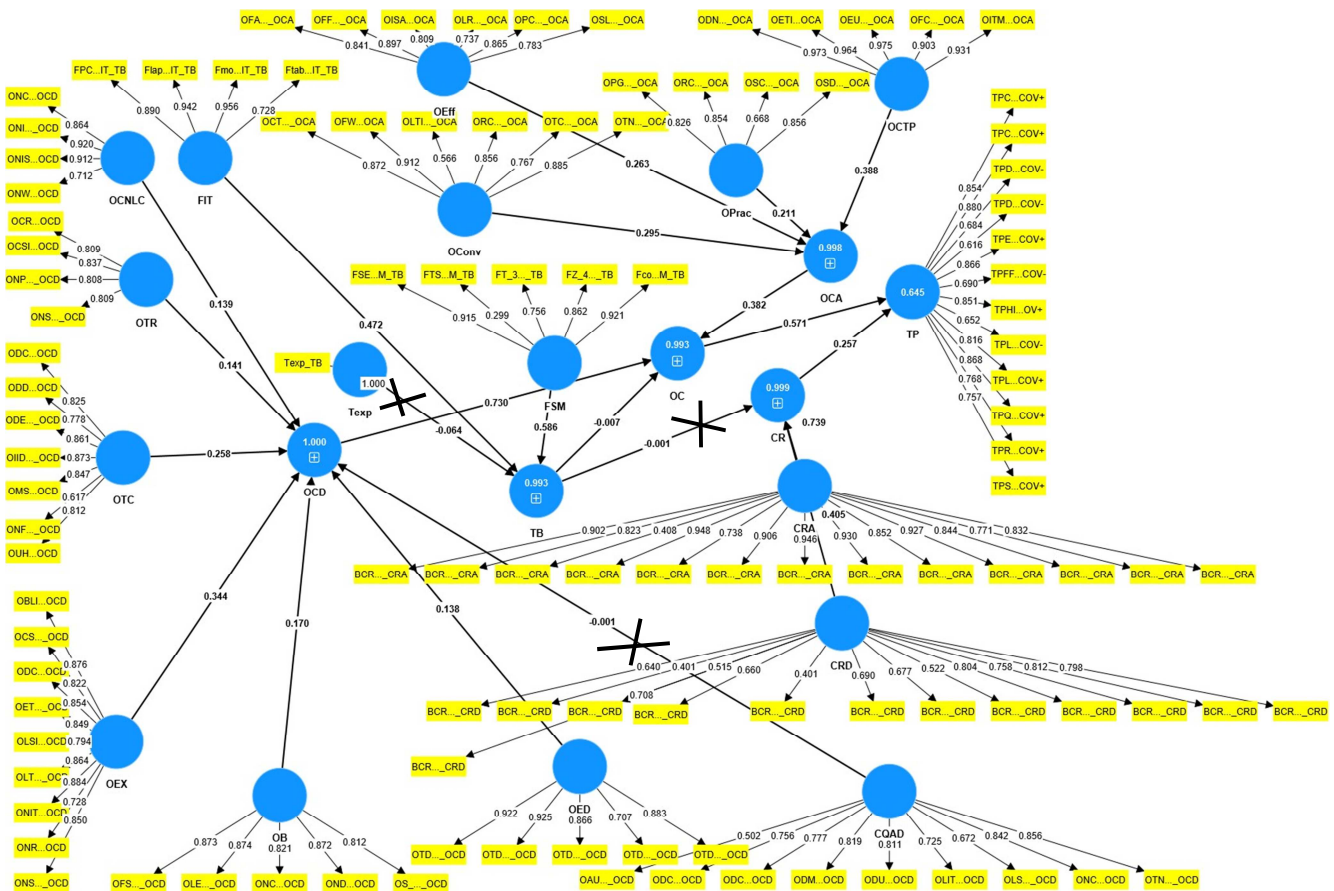 OFA..._OCA OFF...OCA OISA...OCA OLR..._OCA OPC..._OCA OSL..._OCA
0.841 0.897 0.809 0.737 0.865 0.783
OEff
ODN..._OCA OETI...OCA OEU..._OCA OFC..._OCA OITM...OCA
0.973 0.964 0.975 0.903 0.931
OCTP
FPC...IT_TB Flap...IT_TB Fmo...IT_TB Ftab...IT_TB
0.890 0.942 0.956 0.728
FIT
ONC...OCD
ONI..._OCD
ONIS...OCD
ONW...OCD
0.864
0.920
0.912
0.712
OCNLC
OPG..._OCA ORC..._OCA OSC..._OCA OSD..._OCA
0.826 0.854 0.668 0.856
OPrac
OCT..._OCA OFW...OCA OLTI..._OCA ORC..._OCA OTC..._OCA OTN..._OCA
0.872 0.912 0.566 0.856 0.767 0.885
OConv
0.263
0.388
0.211
0.295
0.998
OCA
TPC...COV+
TPC...COV+
TPD...COV-
TPD...COV-
TPE...COV+
TPFF...COV-
TPHI...OV+
TPL...COV-
TPL...COV+
TPQ...COV+
TPR...COV+
TPS...COV+
0.854
0.880
0.684
0.616
0.866
0.690
0.851
0.652
0.816
0.868
0.768
0.757
0.645
TP
OCR...OCD
OCSI...OCD
ONP..._OCD
ONS..._OCD
0.809
0.837
0.808
0.809
OTR
0.139
0.141
0.472
FSE...M_TB FTS...M_TB FT_3..._TB FZ_4..._TB Fco...M_TB
0.915 0.299 0.756 0.862 0.921
FSM
0.382
0.571
0.257
0.993
OC
0.999
CR
0.739
Texp_TB
1.000
Texp
0.730
0.586
-0.007
-0.001
-0.064
0.993
TB
1.000
OCD
ODC...OCD
ODD...OCD
ODE..._OCD
OIID..._OCD
OMS...OCD
ONF..._OCD
OUH...OCD
0.825
0.778
0.861
0.873
0.847
0.617
0.812
OTC
0.258
CRA
0.405
0.902 0.823 0.408 0.948 0.738 0.906 0.946 0.930 0.852 0.927 0.844 0.771 0.832
BCR..._CRA BCR..._CRA BCR..._CRA BCR..._CRA BCR..._CRA BCR..._CRA BCR..._CRA BCR..._CRA BCR..._CRA BCR..._CRA BCR..._CRA BCR..._CRA BCR..._CRA
0.344
0.170
0.138
-0.001
CRD
0.640 0.401 0.515 0.708 0.660 0.401 0.690 0.677 0.522 0.804 0.758 0.812 0.798
BCR..._CRD BCR..._CRD BCR..._CRD BCR..._CRD BCR..._CRD BCR..._CRD BCR..._CRD BCR..._CRD BCR..._CRD BCR..._CRD BCR..._CRD BCR..._CRD
BCR..._CRD
OBLI...OCD
OCS..._OCD
ODC...OCD
OET..._OCD
OLSI...OCD
OLT..._OCD
ONIT...OCD
ONR...OCD
ONS..._OCD
0.876
0.822
0.854
0.849
0.794
0.864
0.884
0.728
0.850
OEX
OB
0.873 0.874 0.821 0.872 0.812
OFS..._OCD OLE..._OCD ONC...OCD OND...OCD OS_..._OCD
OED
0.922 0.925 0.866 0.707 0.883
OTD..._OCD OTD..._OCD OTD..._OCD OTD..._OCD OTD..._OCD
CQAD
0.502 0.756 0.777 0.819 0.811 0.725 0.672 0.842 0.856
OAU..._OCD ODC...OCD ODC...OCD ODM...OCD ODU...OCD OLIT...OCD OLS..._OCD ONC...OCD OTN..._OCD